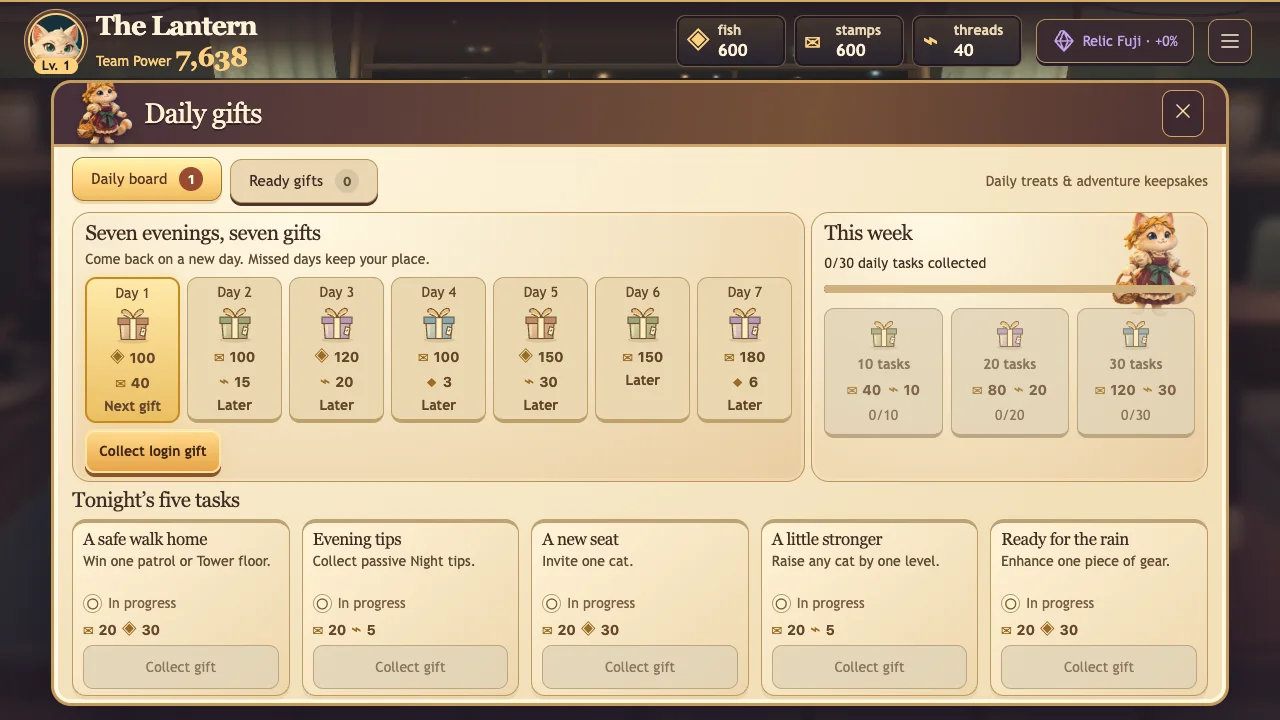 The Lantern
Lv. 1
Team Power 7,638
fish
600
stamps
600
threads
40
Relic Fuji · +0%
Daily gifts
Daily board 1
Ready gifts 0
Daily treats & adventure keepsakes
Seven evenings, seven gifts
Come back on a new day. Missed days keep your place.
Day 1
100
40
Next gift
Day 2
100
15
Later
Day 3
120
20
Later
Day 4
100
3
Later
Day 5
150
30
Later
Day 6
150
Later
Day 7
180
6
Later
Collect login gift
This week
0/30 daily tasks collected
10 tasks
40 10
0/10
20 tasks
80 20
0/20
30 tasks
120 30
0/30
Tonight's five tasks
A safe walk home
Win one patrol or Tower floor.
In progress
20 30
Collect gift
Evening tips
Collect passive Night tips.
In progress
20 5
Collect gift
A new seat
Invite one cat.
In progress
20 30
Collect gift
A little stronger
Raise any cat by one level.
In progress
20 5
Collect gift
Ready for the rain
Enhance one piece of gear.
In progress
20 30
Collect gift